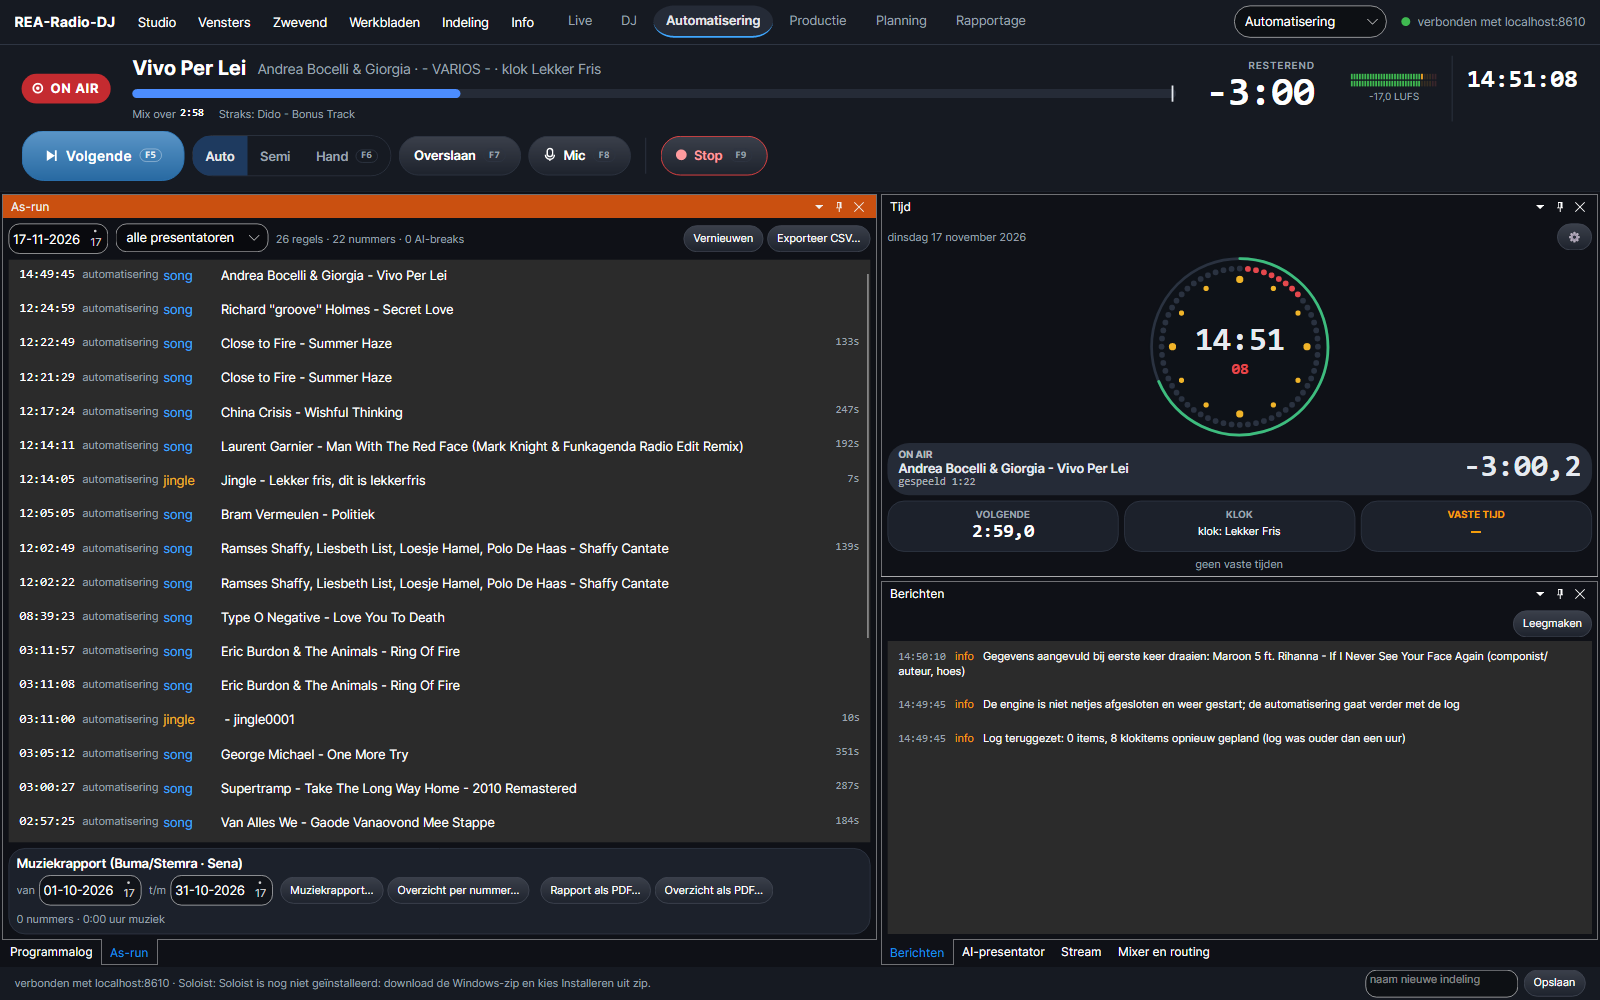 REA-Radio-DJ Studio Vensters Zwevend Werkbladen Indeling Info Live DJ Automatisering Productie Planning Rapportage Automatisering verbonden met localhost:8610
ON AIR
Vivo Per Lei Andrea Bocelli & Giorgia · - VARIOS - · klok Lekker Fris
Mix over 2:58 Straks: Dido - Bonus Track
RESTEREND
-3:00
-17,0 LUFS
14:51:08
Volgende F5 Auto Semi Hand F6 Overslaan F7 Mic F8 Stop F9
As-run
17-11-2026 17 alle presentatoren 26 regels · 22 nummers · 0 AI-breaks Vernieuwen Exporteer CSV...
14:49:45 automatisering song Andrea Bocelli & Giorgia - Vivo Per Lei
12:24:59 automatisering song Richard "groove" Holmes - Secret Love
12:22:49 automatisering song Close to Fire - Summer Haze 133s
12:21:29 automatisering song Close to Fire - Summer Haze
12:17:24 automatisering song China Crisis - Wishful Thinking 247s
12:14:11 automatisering song Laurent Garnier - Man With The Red Face (Mark Knight & Funkagenda Radio Edit Remix) 192s
12:14:05 automatisering jingle Jingle - Lekker fris, dit is lekkerfris 7s
12:05:05 automatisering song Bram Vermeulen - Politiek
12:02:49 automatisering song Ramses Shaffy, Liesbeth List, Loesje Hamel, Polo De Haas - Shaffy Cantate 139s
12:02:22 automatisering song Ramses Shaffy, Liesbeth List, Loesje Hamel, Polo De Haas - Shaffy Cantate
08:39:23 automatisering song Type O Negative - Love You To Death
03:11:57 automatisering song Eric Burdon & The Animals - Ring Of Fire
03:11:08 automatisering song Eric Burdon & The Animals - Ring Of Fire
03:11:00 automatisering jingle - jingle0001 10s
03:05:12 automatisering song George Michael - One More Try 351s
03:00:27 automatisering song Supertramp - Take The Long Way Home - 2010 Remastered 287s
02:57:25 automatisering song Van Alles We - Gaode Vanaovond Mee Stappe 184s
Muziekrapport (Buma/Stemra · Sena)
van 01-10-2026 17 t/m 31-10-2026 17 Muziekrapport... Overzicht per nummer... Rapport als PDF... Overzicht als PDF...
0 nummers · 0:00 uur muziek
Programmalog As-run
Tijd
dinsdag 17 november 2026
14:51
08
ON AIR
Andrea Bocelli & Giorgia - Vivo Per Lei
gespeeld 1:22
-3:00,2
VOLGENDE
2:59,0
KLOK
klok: Lekker Fris
VASTE TIJD
—
geen vaste tijden
Berichten
Leegmaken
14:50:10 info Gegevens aangevuld bij eerste keer draaien: Maroon 5 ft. Rihanna - If I Never See Your Face Again (componist/
auteur, hoes)
14:49:45 info De engine is niet netjes afgesloten en weer gestart; de automatisering gaat verder met de log
14:49:45 info Log teruggezet: 0 items, 8 klokitems opnieuw gepland (log was ouder dan een uur)
Berichten AI-presentator Stream Mixer en routing
verbonden met localhost:8610 · Soloist: Soloist is nog niet geïnstalleerd: download de Windows-zip en kies Installeren uit zip.
naam nieuwe indeling Opslaan